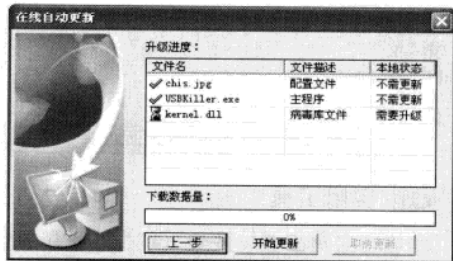 在线自动更新
升级进度：
文件名 文件描述 本地状态
chis.jpg 配置文件 不需更新
USBKiller.exe 主程序 不需更新
kernel.dll 病毒库文件 需要升级
下载数据量：
0%
上一步 开始更新 取消更新